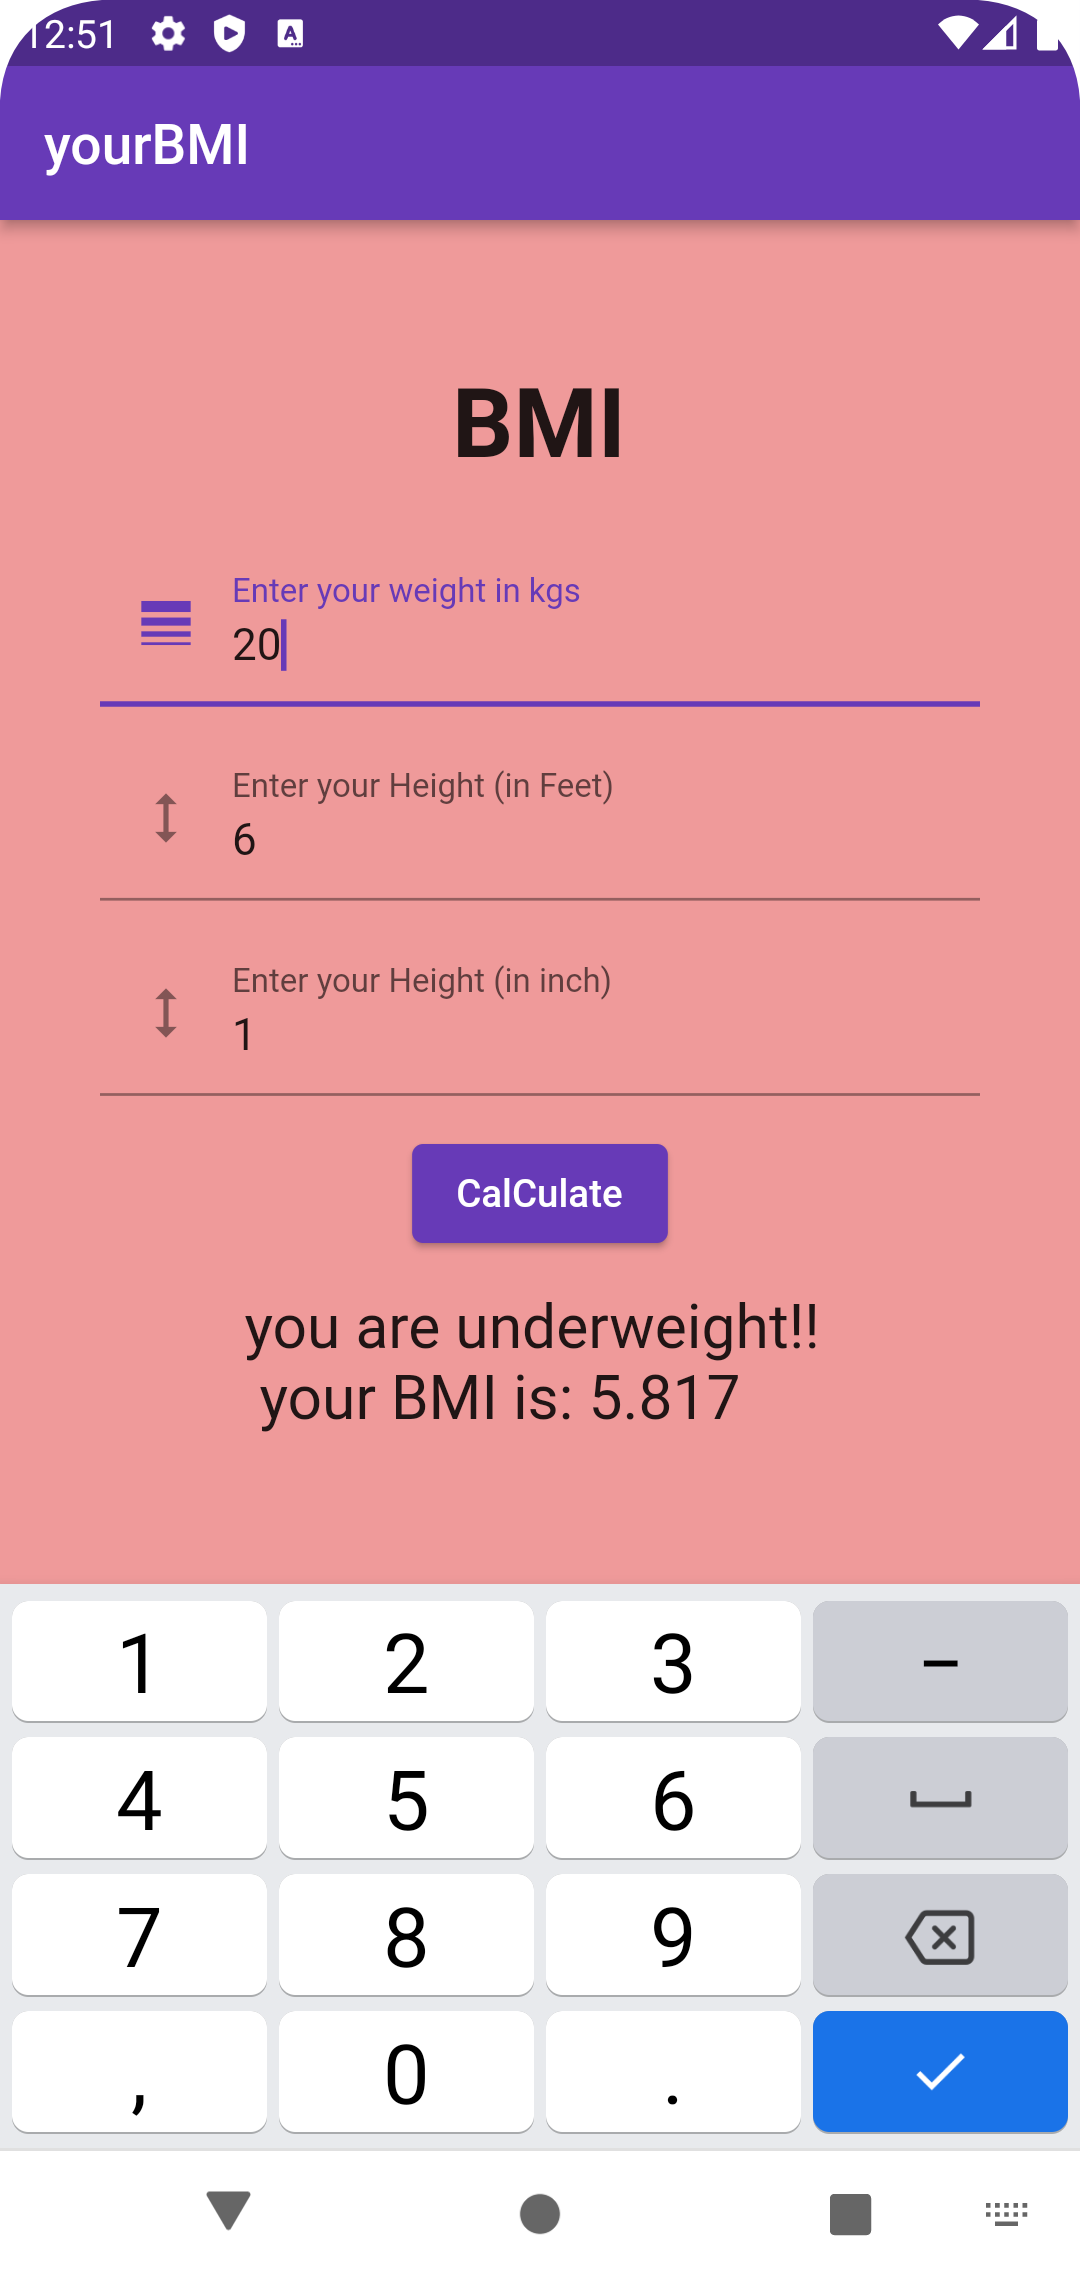 12:51
yourBMI
BMI
Enter your weight in kgs
20
Enter your Height (in Feet)
6
Enter your Height (in inch)
1
CalCulate
you are underweight!!
your BMI is: 5.817
1 2 3 –
4 5 6
7 8 9
, 0 .